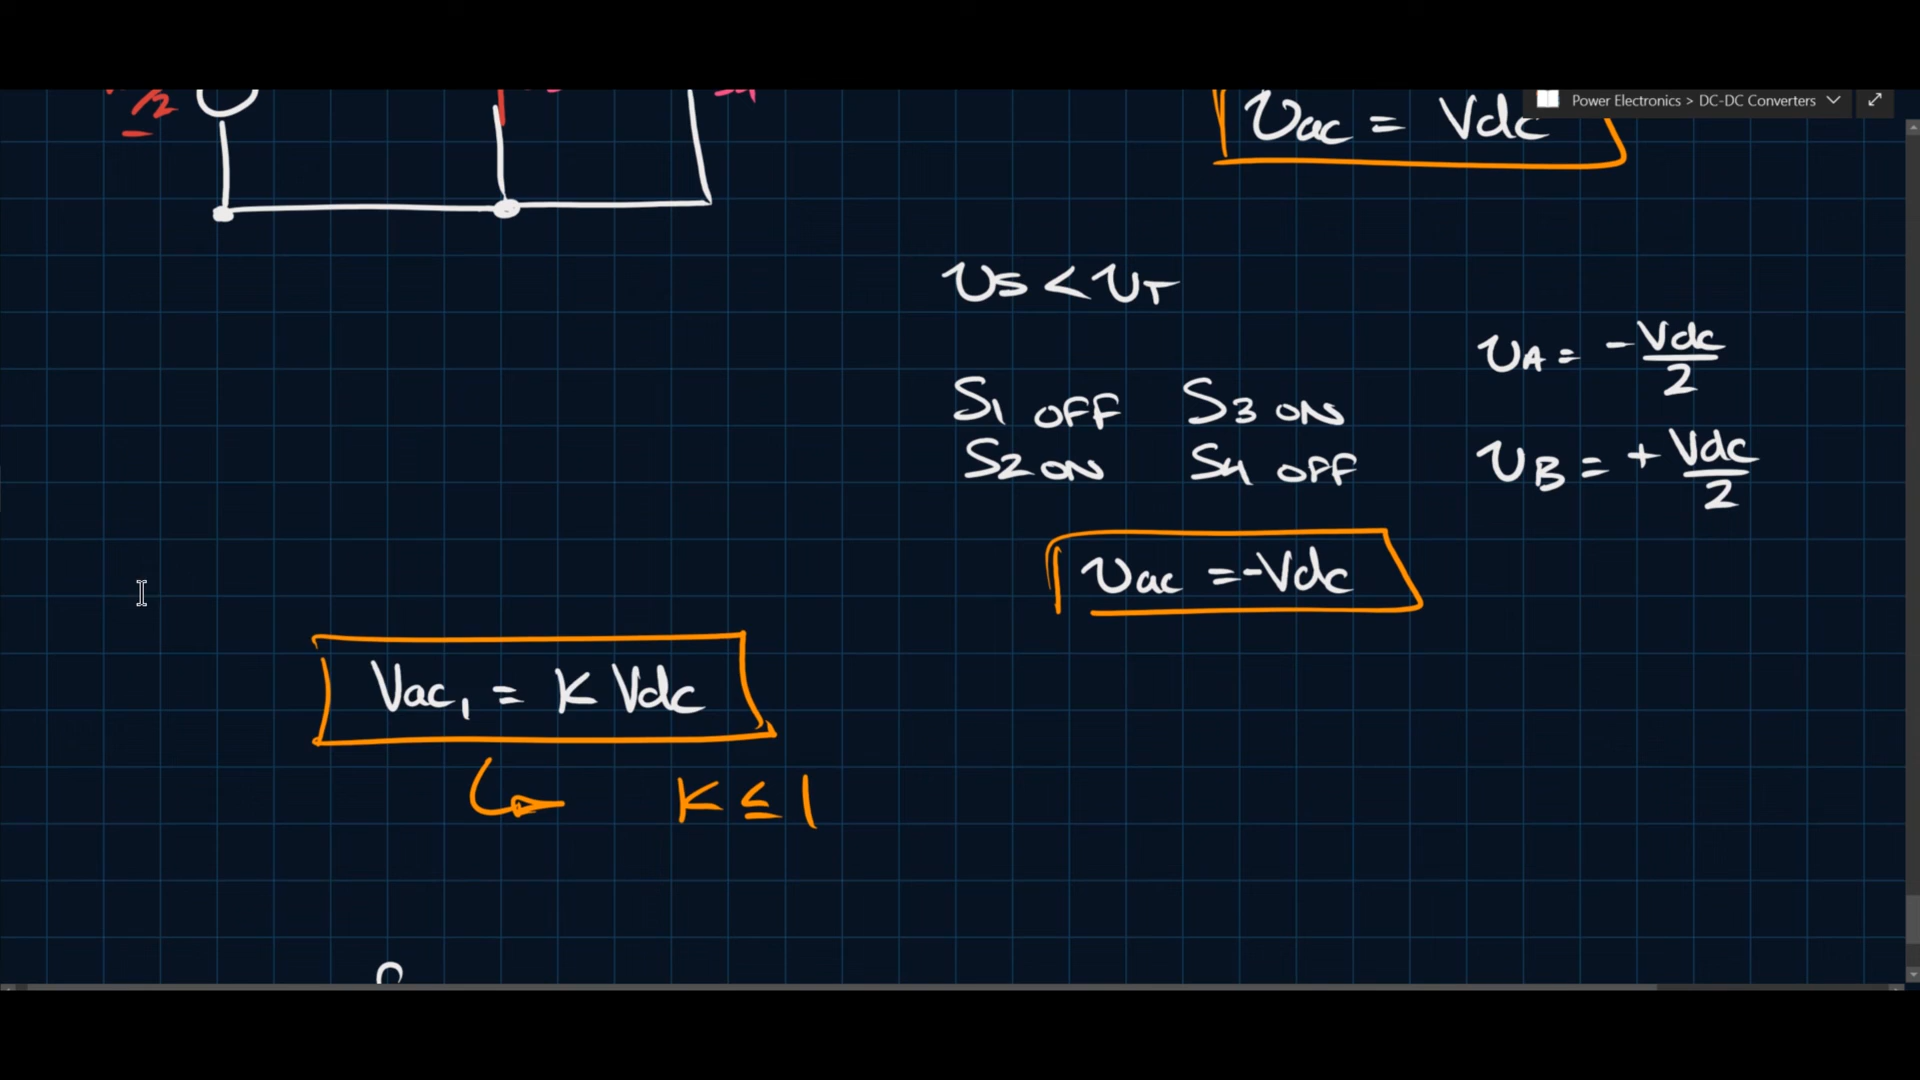 Power Electronics > DC-DC Converters
Vac = Vdc
Vs < VT
VA = -Vdc/2
S1 OFF S3 ON
S2 ON S4 OFF
VB = +Vdc/2
Vac = -Vdc
Vac1 = K Vdc
K ≤ 1